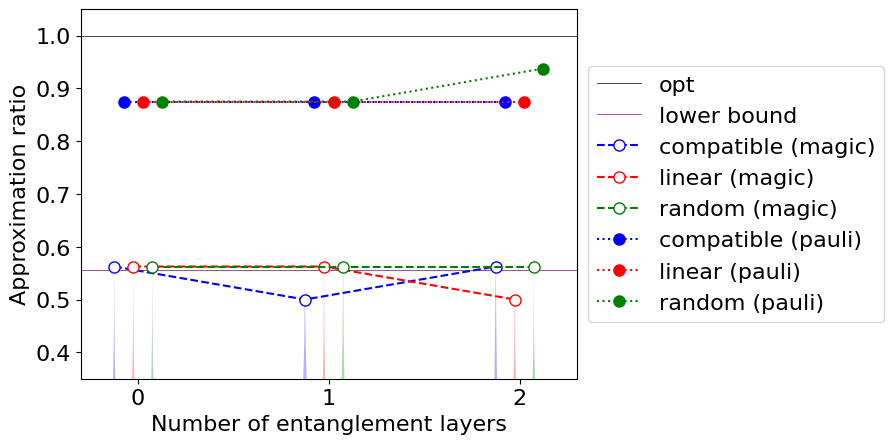 Approximation ratio
1.0
0.9
0.8
0.7
0.6
0.5
0.4
0 1 2
Number of entanglement layers
opt
lower bound
compatible (magic)
linear (magic)
random (magic)
compatible (pauli)
linear (pauli)
random (pauli)